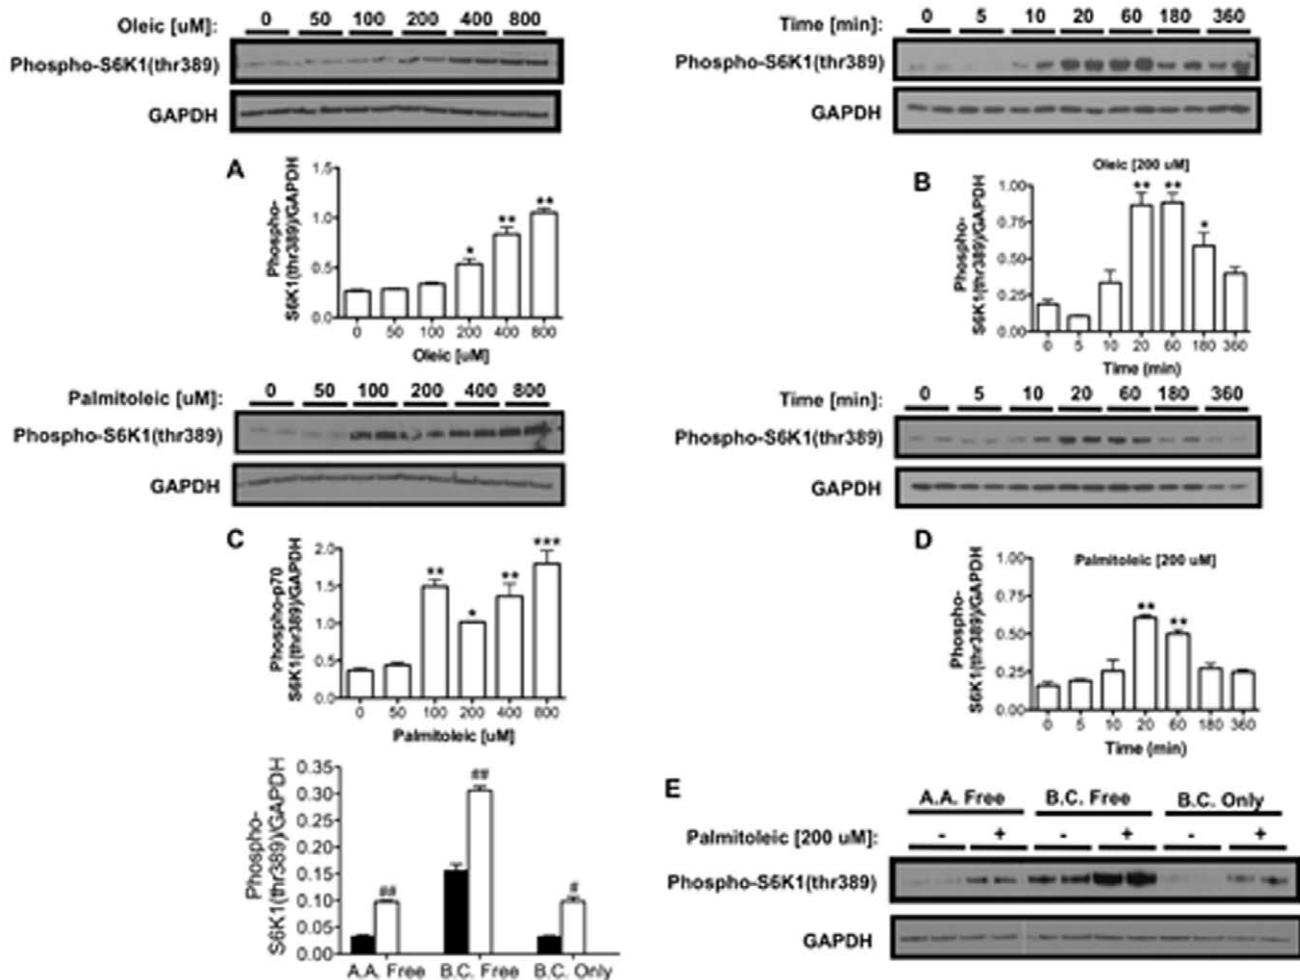 Oleic [uM]: 0 50 100 200 400 800
Phospho-S6K1(thr389)
GAPDH
A
Phospho-
S6K1(thr389)/GAPDH
1.5
1.0
0.5
0.0
* ** **
0 50 100 200 400 800
Oleic [uM]
Time [min]: 0 5 10 20 60 180 360
Phospho-S6K1(thr389)
GAPDH
B
Oleic [200 uM]
Phospho-
S6K1(thr389)/GAPDH
1.00
0.75
0.50
0.25
0.00
** ** *
0 5 10 20 60 180 360
Time (min)
Palmitoleic [uM]: 0 50 100 200 400 800
Phospho-S6K1(thr389)
GAPDH
C
Phospho-p70
S6K1(thr389)/GAPDH
2.0
1.5
1.0
0.5
0.0
** * ** ***
0 50 100 200 400 800
Palmitoleic [uM]
Time [min]: 0 5 10 20 60 180 360
Phospho-S6K1(thr389)
GAPDH
D
Palmitoleic [200 uM]
Phospho-
S6K1(thr389)/GAPDH
1.00
0.75
0.50
0.25
0.00
** **
0 5 10 20 60 180 360
Time (min)
Phospho-
S6K1(thr389)/GAPDH
0.35
0.30
0.25
0.20
0.15
0.10
0.05
0.00
## ## #
A.A. Free B.C. Free B.C. Only
E
A.A. Free B.C. Free B.C. Only
Palmitoleic [200 uM]: - + - + - +
Phospho-S6K1(thr389)
GAPDH